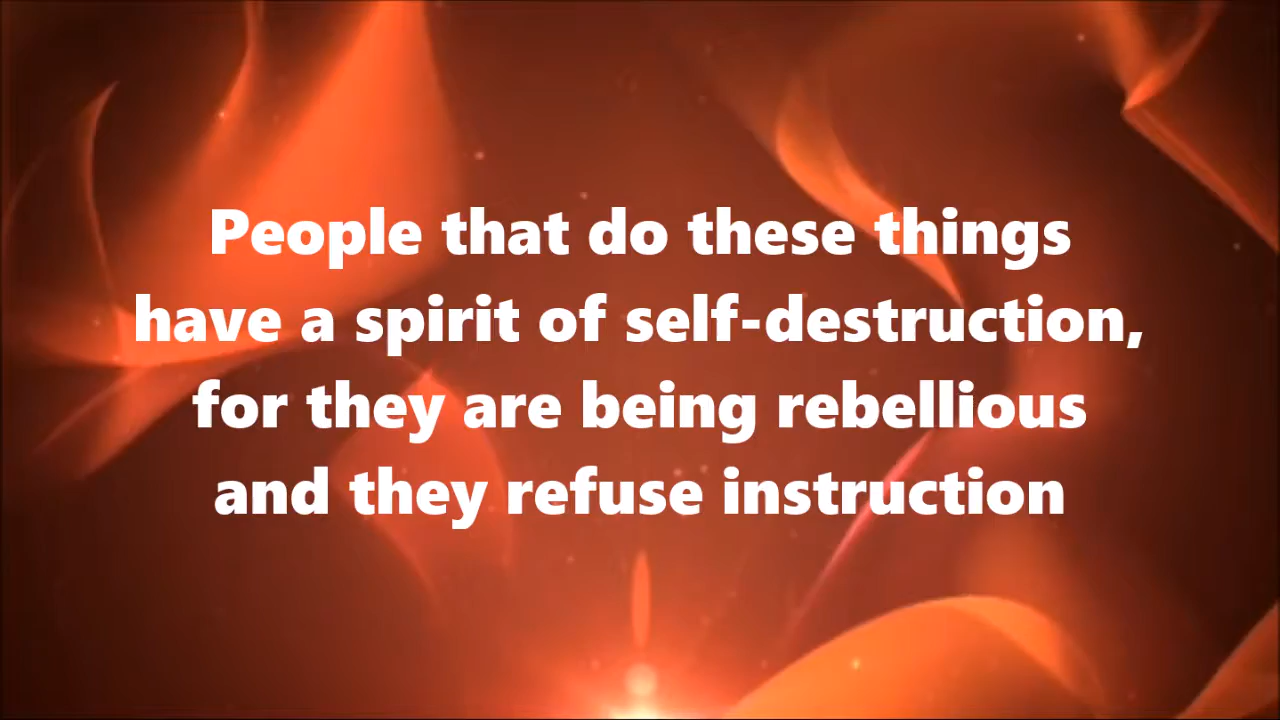 People that do these things
have a spirit of self-destruction,
for they are being rebellious
and they refuse instruction